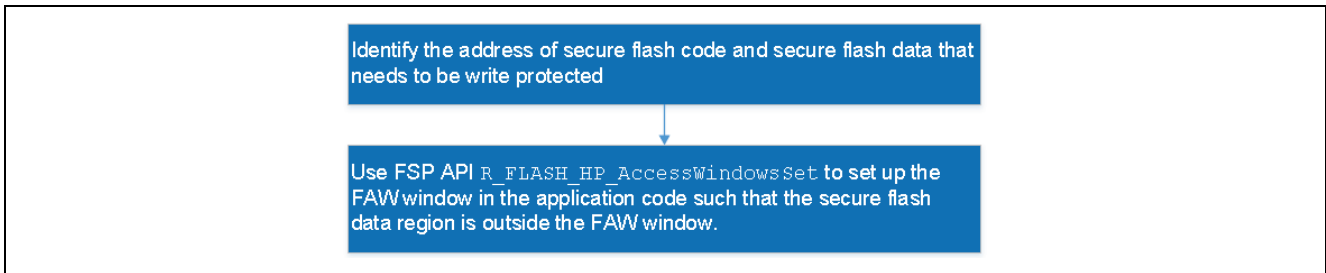 Identify the address of secure flash code and secure flash data that
needs to be write protected
Use FSP API R_FLASH_HP_AccessWindowsSet to set up the
FAW window in the application code such that the secure flash
data region is outside the FAW window.